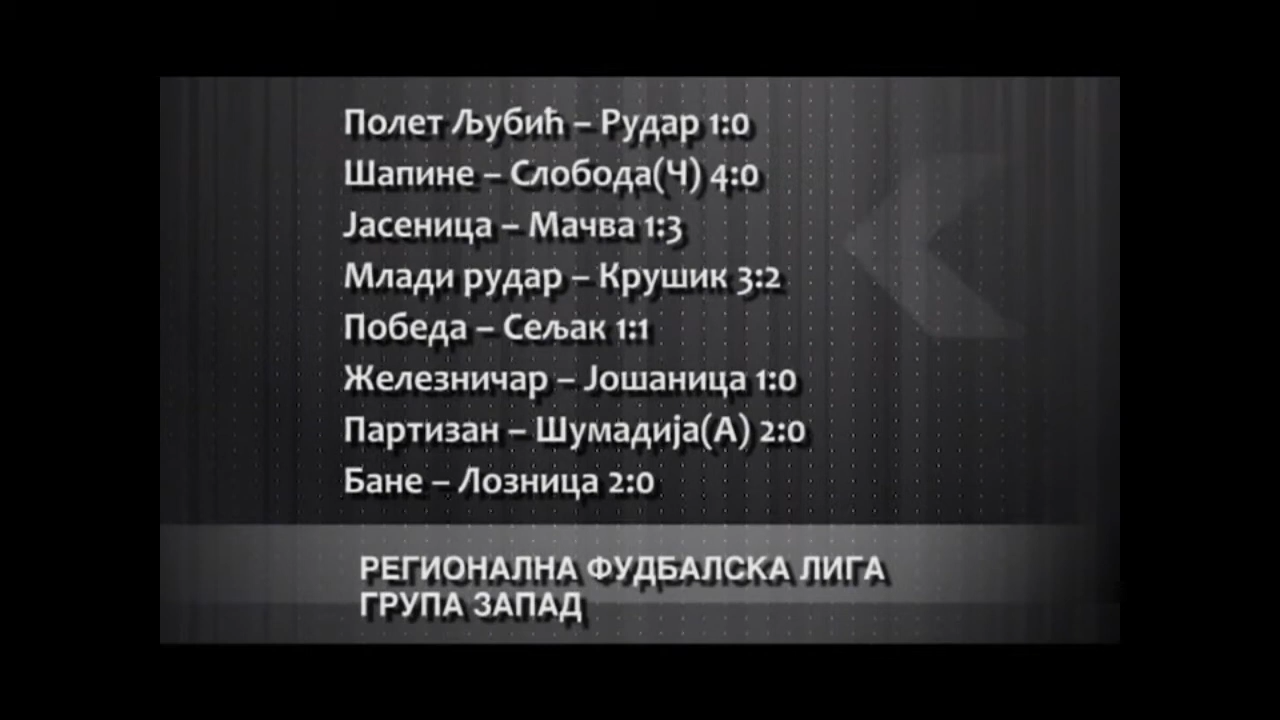 Полет Љубић – Рудар 1:0
Шапине – Слобода(Ч) 4:0
Јасеница – Мачва 1:3
Млади рудар – Крушик 3:2
Победа – Сељак 1:1
Железничар – Јошаница 1:0
Партизан – Шумадија(А) 2:0
Бане – Лозница 2:0
РЕГИОНАЛНА ФУДБАЛСКА ЛИГА
ГРУПА ЗАПАД